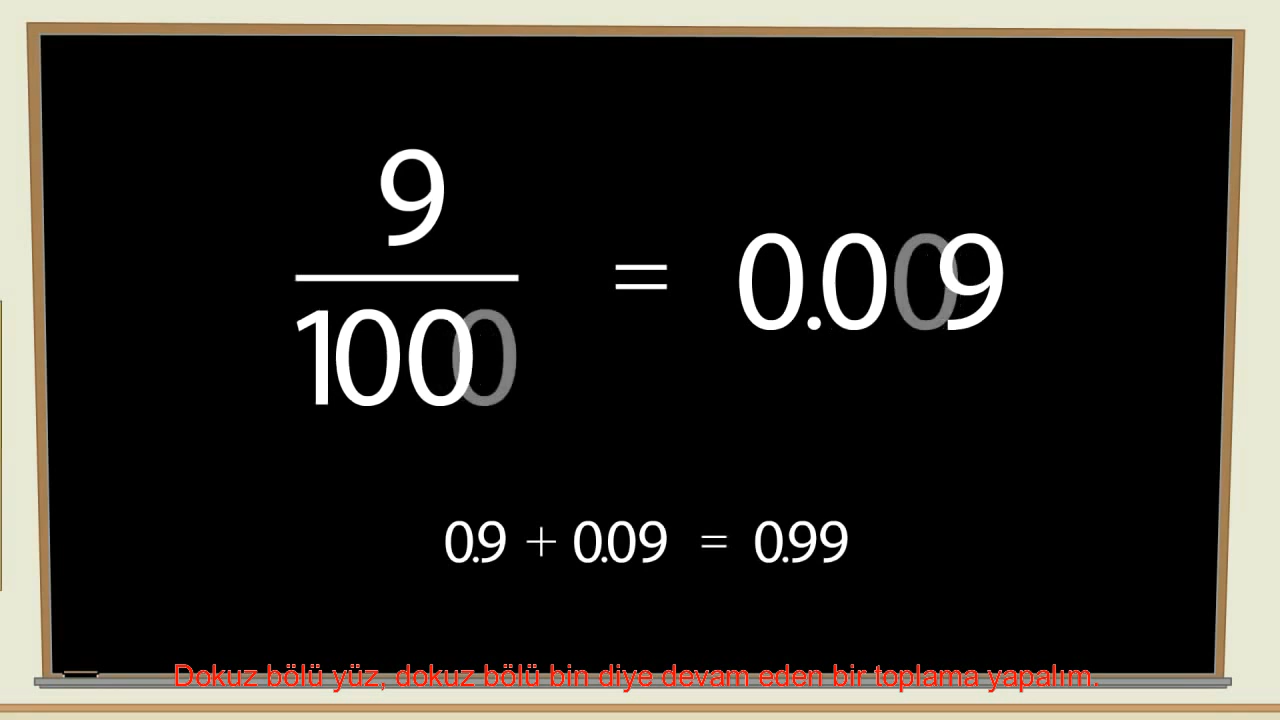 9
1000 = 0.009
0.9 + 0.09 = 0.99
Dokuz bölü yüz, dokuz bölü bin diye devam eden bir toplama yapalım.